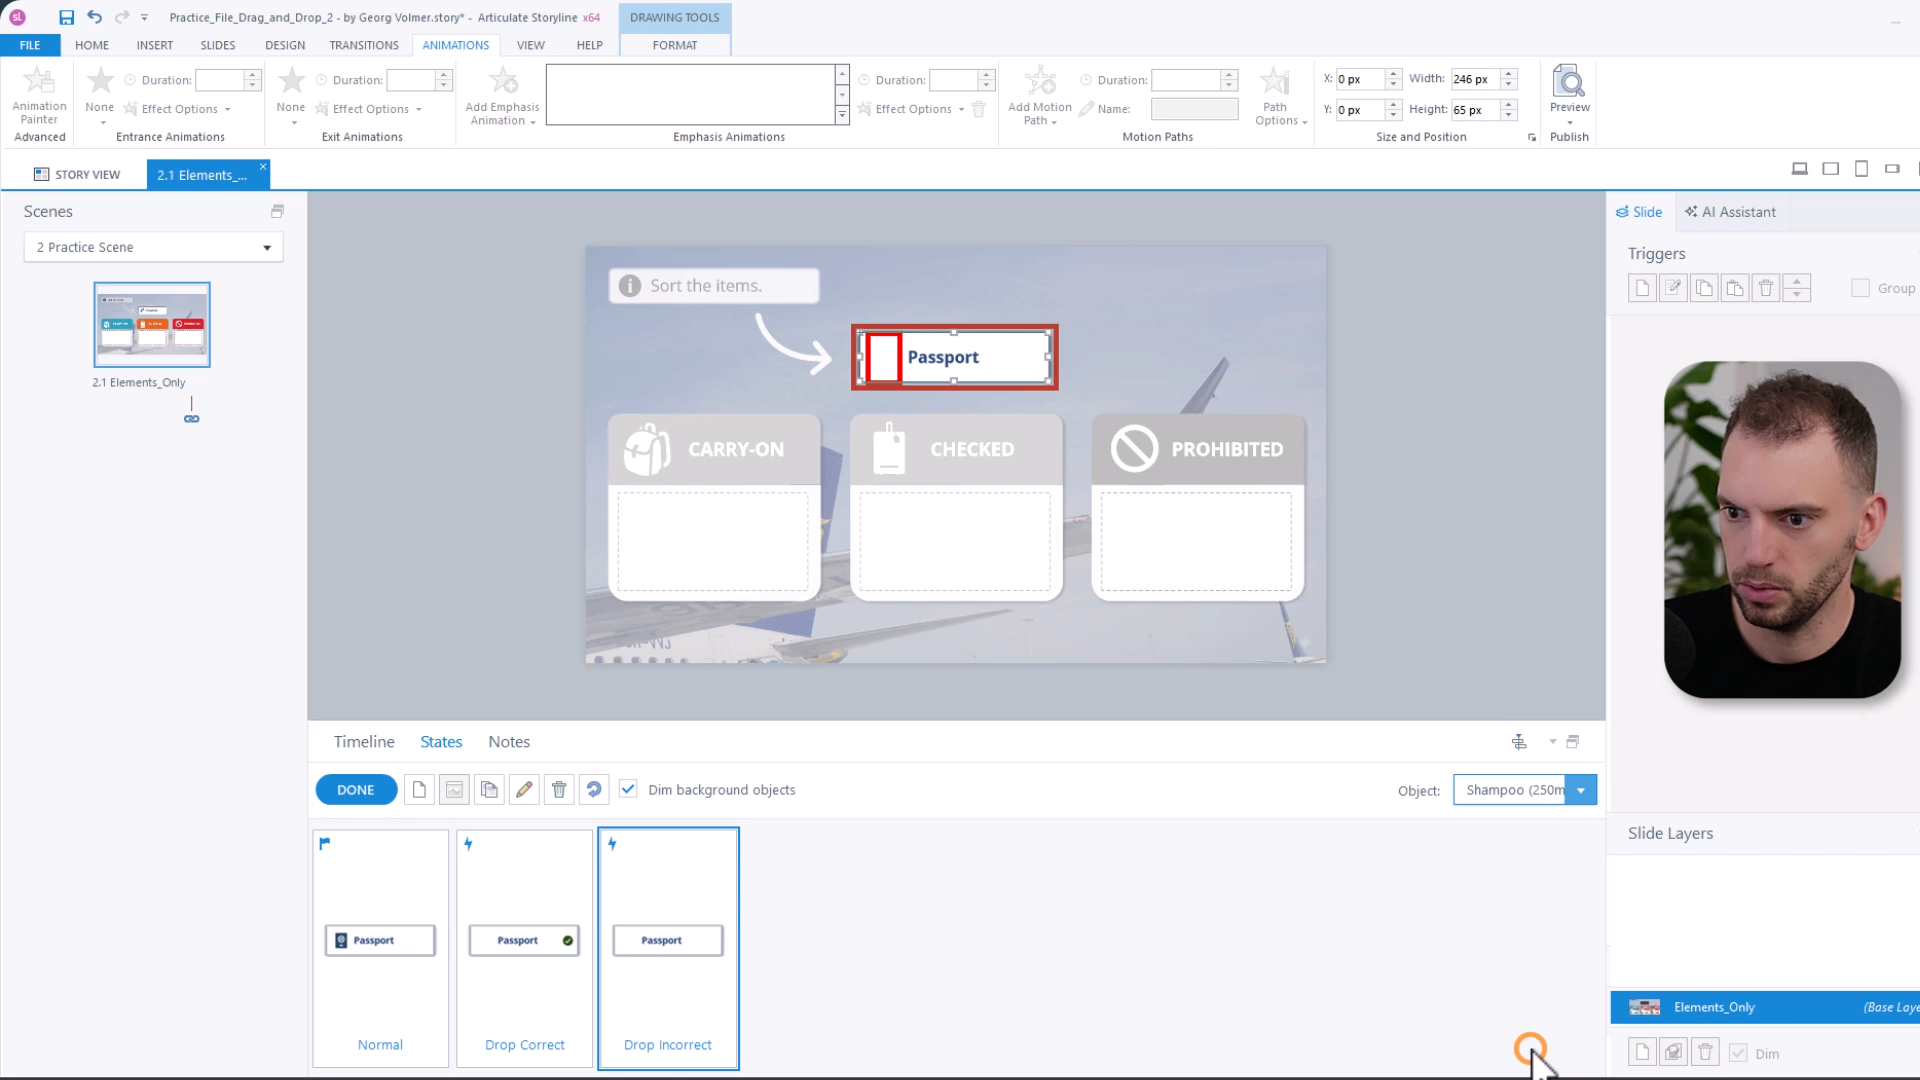 sl Practice_File_Drag_and_Drop_2 - by Georg Volmer.story* - Articulate Storyline x64
DRAWING TOOLS
FILE HOME INSERT SLIDES DESIGN TRANSITIONS ANIMATIONS VIEW HELP FORMAT
Animation Painter
Advanced
None
Duration:
Effect Options
Entrance Animations
None
Duration:
Effect Options
Exit Animations
Add Emphasis Animation
Duration:
Effect Options
Emphasis Animations
Add Motion Path
Duration:
Name:
Path Options
Motion Paths
X: 0 px Width: 246 px
Y: 0 px Height: 65 px
Size and Position
Preview
Publish
STORY VIEW 2.1 Elements_...
Scenes
2 Practice Scene
2.1 Elements_Only
Sort the items.
Passport
CARRY-ON CHECKED PROHIBITED
Slide AI Assistant
Triggers
Group
Timeline States Notes
DONE Dim background objects Object: Shampoo (250m
Passport Passport Passport
Normal Drop Correct Drop Incorrect
Slide Layers
Elements_Only (Base Laye
Dim